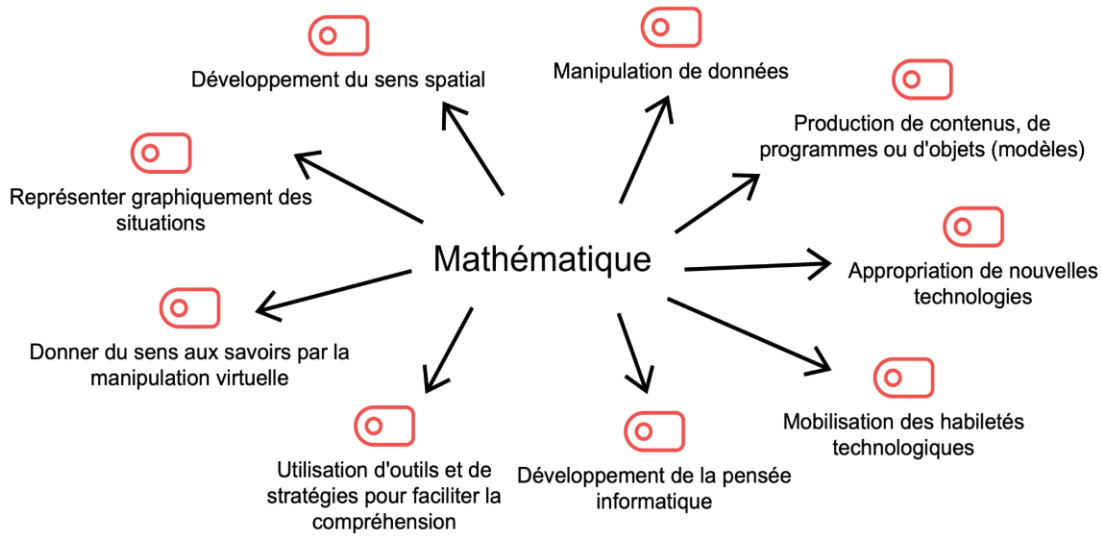 Développement du sens spatial
Manipulation de données
Production de contenus, de
programmes ou d'objets (modèles)
Représenter graphiquement des
situations
Mathématique
Appropriation de nouvelles
technologies
Donner du sens aux savoirs par la
manipulation virtuelle
Mobilisation des habiletés
technologiques
Utilisation d'outils et de
stratégies pour faciliter la
compréhension
Développement de la pensée
informatique